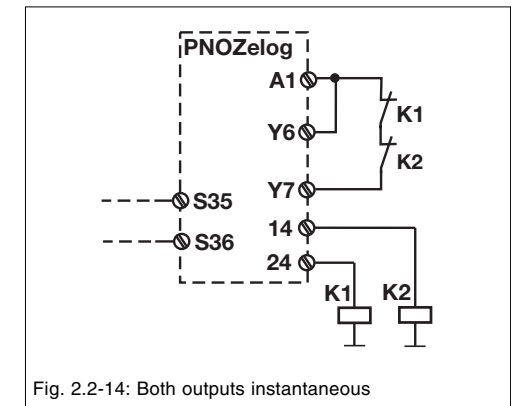 PNOZelog
A1
K1
Y6
K2
Y7
S35
14
S36
24
K1 K2
Fig. 2.2-14: Both outputs instantaneous